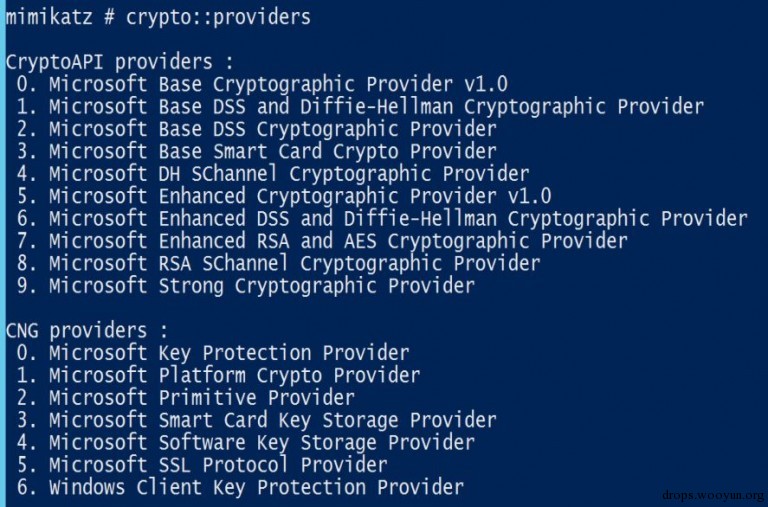 mimikatz # crypto::providers
CryptoAPI providers :
0. Microsoft Base Cryptographic Provider v1.0
1. Microsoft Base DSS and Diffie-Hellman Cryptographic Provider
2. Microsoft Base DSS Cryptographic Provider
3. Microsoft Base Smart Card Crypto Provider
4. Microsoft DH SChannel Cryptographic Provider
5. Microsoft Enhanced Cryptographic Provider v1.0
6. Microsoft Enhanced DSS and Diffie-Hellman Cryptographic Provider
7. Microsoft Enhanced RSA and AES Cryptographic Provider
8. Microsoft RSA SChannel Cryptographic Provider
9. Microsoft Strong Cryptographic Provider
CNG providers :
0. Microsoft Key Protection Provider
1. Microsoft Platform Crypto Provider
2. Microsoft Primitive Provider
3. Microsoft Smart Card Key Storage Provider
4. Microsoft Software Key Storage Provider
5. Microsoft SSL Protocol Provider
6. Windows Client Key Protection Provider
drops.wooyun.org